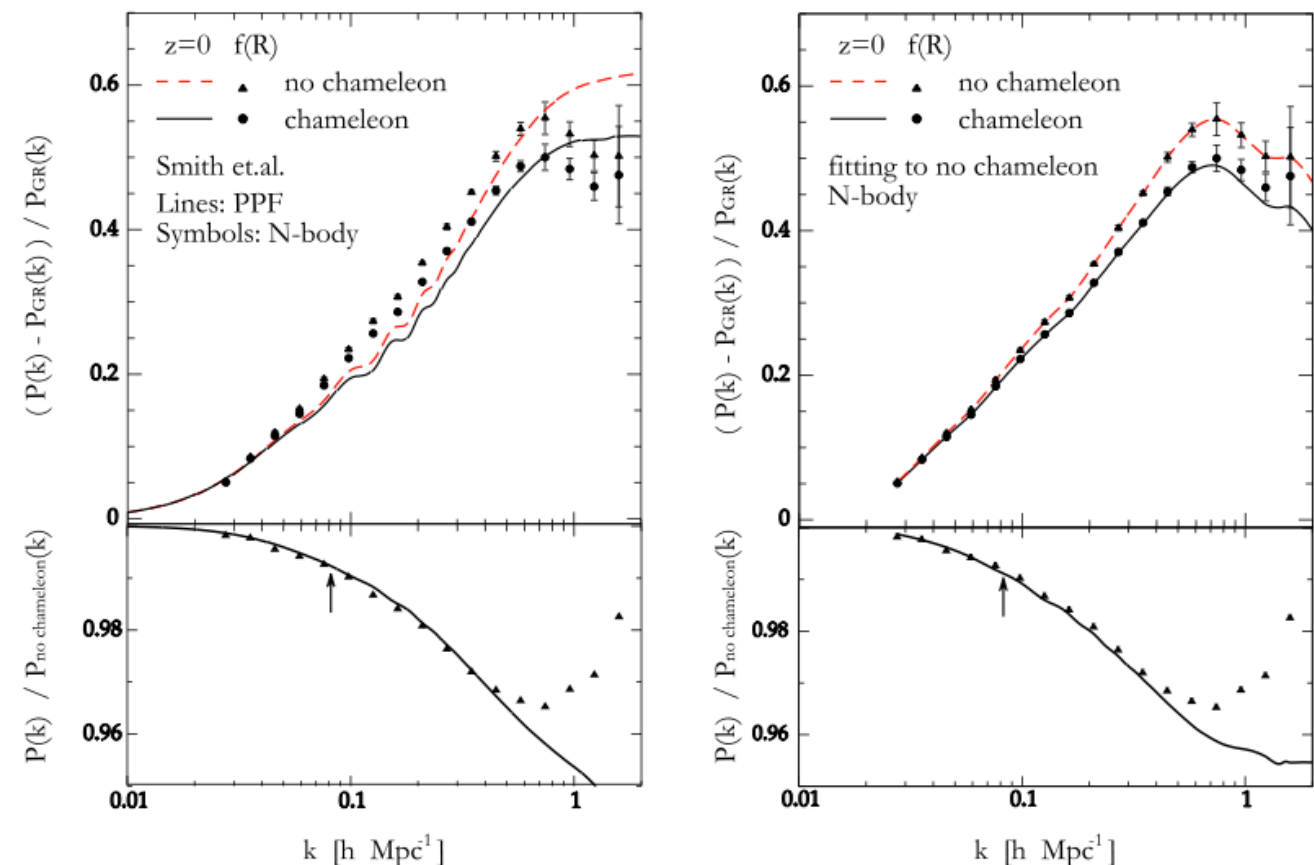 z=0 f(R)
no chameleon
chameleon
Smith et.al.
Lines: PPF
Symbols: N-body
( P(k) - PGR(k) ) / PGR(k)
0.6
0.4
0.2
0
P(k) / Pno chameleon(k)
0.98
0.96
0.01
0.1
1
k [h Mpc-1]
z=0 f(R)
no chameleon
chameleon
fitting to no chameleon
N-body
( P(k) - PGR(k) ) / PGR(k)
0.6
0.4
0.2
0
P(k) / Pno chameleon(k)
0.98
0.96
0.01
0.1
1
k [h Mpc-1]